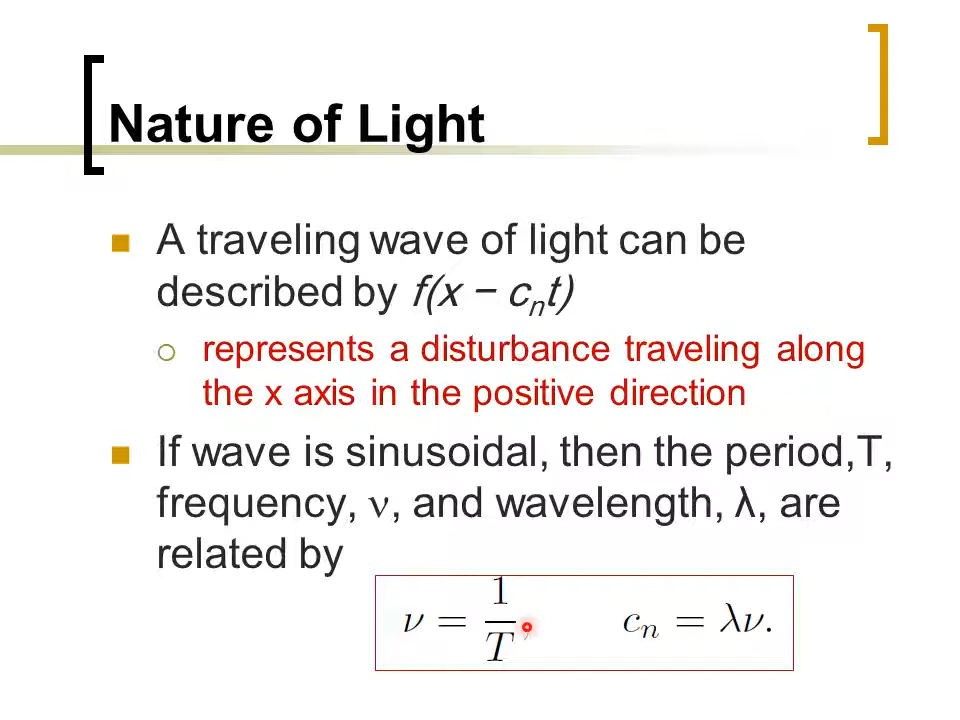 Nature of Light
A traveling wave of light can be
described by f(x − cₙt)
represents a disturbance traveling along
the x axis in the positive direction
If wave is sinusoidal, then the period,T,
frequency, ν, and wavelength, λ, are
related by
ν = 1/T, cₙ = λν.